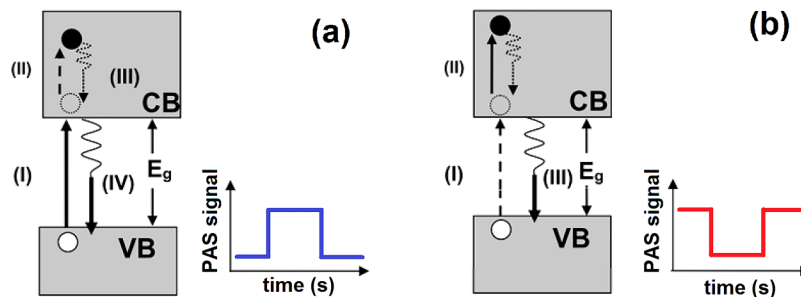 (a)
(II)
(III)
CB
(I)
Eg
(IV)
VB
PAS signal
time (s)
(b)
(II)
CB
(I)
(III)
Eg
VB
PAS signal
time (s)